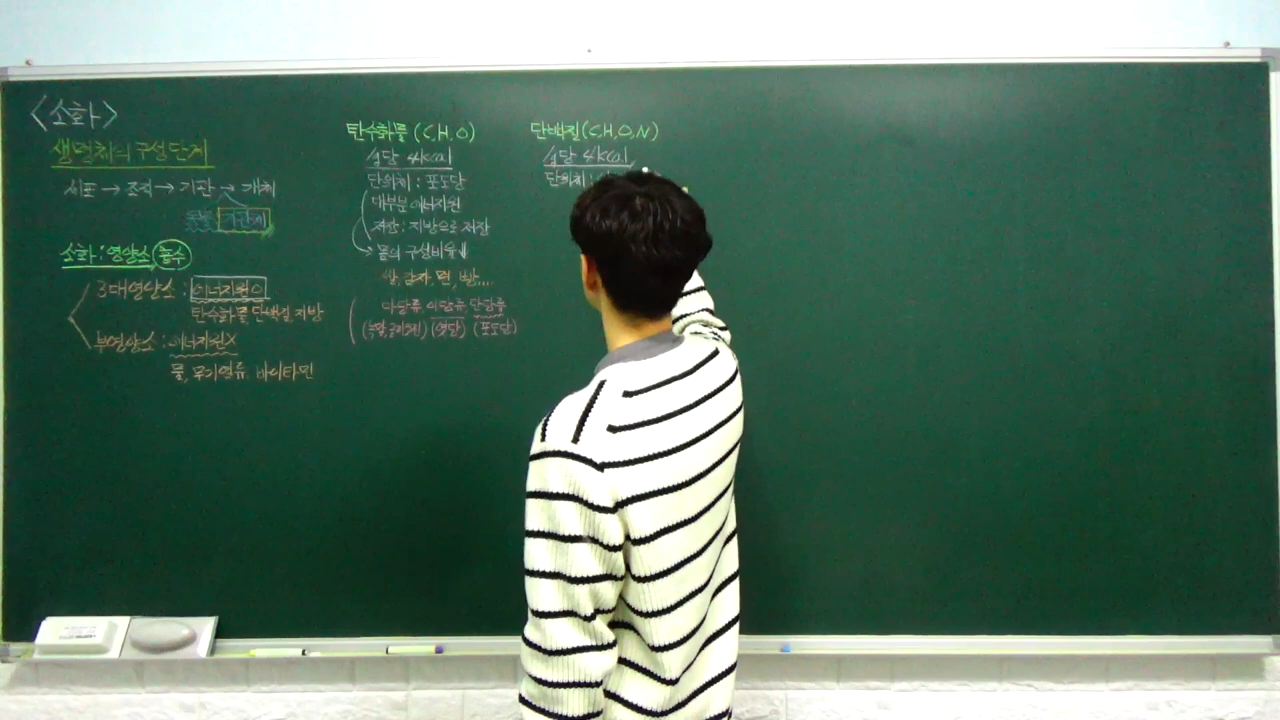 <소화>
생명체의 구성단계
세포 → 조직 → 기관 → 개체
동물: 기관계
소화: 영양소 흡수
3대영양소: 에너지원O
탄수화물, 단백질, 지방
부영양소: 에너지원X
물, 무기염류, 바이타민
탄수화물 (C, H, O)
1g당 4kcal
단위체: 포도당
대부분 에너지원
저장: 지방으로 저장
몸의 구성비율↓
쌀, 감자, 면, 빵....
다당류, 이당류, 단당류
(엿당) (포도당)
단백질 (C, H, O, N)
1g당 4kcal
단위체: